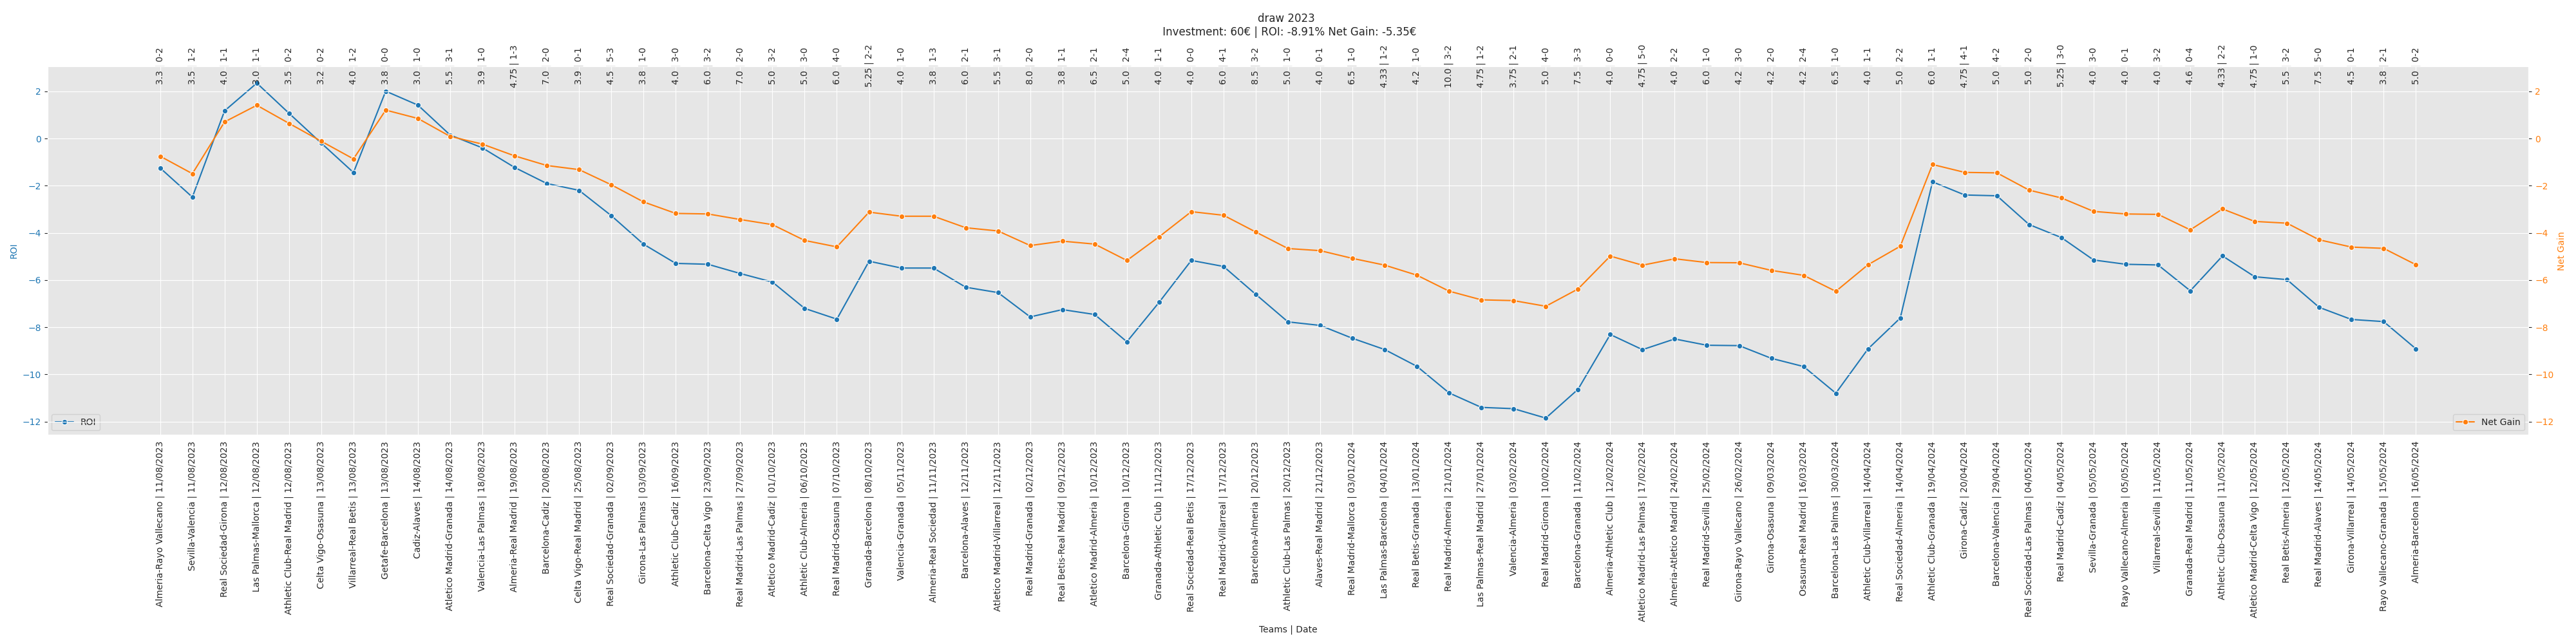 draw 2023
Investment: 60€ | ROI: -8.91% Net Gain: -5.35€
3.3 | 0-2
3.5 | 1-2
4.0 | 1-1
3.0 | 1-1
3.5 | 0-2
3.2 | 0-2
4.0 | 1-2
3.8 | 0-0
3.0 | 1-0
5.5 | 3-1
3.9 | 1-0
4.75 | 1-3
7.0 | 2-0
3.9 | 0-1
4.5 | 5-3
3.8 | 1-0
4.0 | 3-0
6.0 | 3-2
7.0 | 2-0
5.0 | 3-2
5.0 | 3-0
6.0 | 4-0
5.25 | 2-2
4.0 | 1-0
3.8 | 1-3
6.0 | 2-1
5.5 | 3-1
8.0 | 2-0
3.8 | 1-1
6.5 | 2-1
5.0 | 2-4
4.0 | 1-1
4.0 | 0-0
6.0 | 4-1
8.5 | 3-2
5.0 | 1-0
4.0 | 0-1
6.5 | 1-0
4.33 | 1-2
4.2 | 1-0
10.0 | 3-2
4.75 | 1-2
3.75 | 2-1
5.0 | 4-0
7.5 | 3-3
4.0 | 0-0
4.75 | 5-0
4.0 | 2-2
6.0 | 1-0
4.2 | 3-0
4.2 | 2-0
4.2 | 2-4
6.5 | 1-0
4.0 | 1-1
5.0 | 2-2
6.0 | 1-1
4.75 | 4-1
5.0 | 4-2
5.0 | 2-0
5.25 | 3-0
4.0 | 3-0
4.0 | 0-1
4.0 | 3-2
4.6 | 0-4
4.33 | 2-2
4.75 | 1-0
5.5 | 3-2
7.5 | 5-0
4.5 | 0-1
3.8 | 2-1
5.0 | 0-2
ROI
2
0
−2
−4
−6
−8
−10
−12
ROI
Net Gain
2
0
−2
−4
−6
−8
−10
−12
Net Gain
Almeria-Rayo Vallecano | 11/08/2023
Sevilla-Valencia | 11/08/2023
Real Sociedad-Girona | 12/08/2023
Las Palmas-Mallorca | 12/08/2023
Athletic Club-Real Madrid | 12/08/2023
Celta Vigo-Osasuna | 13/08/2023
Villarreal-Real Betis | 13/08/2023
Getafe-Barcelona | 13/08/2023
Cadiz-Alaves | 14/08/2023
Atletico Madrid-Granada | 14/08/2023
Valencia-Las Palmas | 18/08/2023
Almeria-Real Madrid | 19/08/2023
Barcelona-Cadiz | 20/08/2023
Celta Vigo-Real Madrid | 25/08/2023
Real Sociedad-Granada | 02/09/2023
Girona-Las Palmas | 03/09/2023
Athletic Club-Cadiz | 16/09/2023
Barcelona-Celta Vigo | 23/09/2023
Real Madrid-Las Palmas | 27/09/2023
Atletico Madrid-Cadiz | 01/10/2023
Athletic Club-Almeria | 06/10/2023
Real Madrid-Osasuna | 07/10/2023
Granada-Barcelona | 08/10/2023
Valencia-Granada | 05/11/2023
Almeria-Real Sociedad | 11/11/2023
Barcelona-Alaves | 12/11/2023
Atletico Madrid-Villarreal | 12/11/2023
Real Madrid-Granada | 02/12/2023
Real Betis-Real Madrid | 09/12/2023
Atletico Madrid-Almeria | 10/12/2023
Barcelona-Girona | 10/12/2023
Granada-Athletic Club | 11/12/2023
Real Sociedad-Real Betis | 17/12/2023
Real Madrid-Villarreal | 17/12/2023
Barcelona-Almeria | 20/12/2023
Athletic Club-Las Palmas | 20/12/2023
Alaves-Real Madrid | 21/12/2023
Real Madrid-Mallorca | 03/01/2024
Las Palmas-Barcelona | 04/01/2024
Real Betis-Granada | 13/01/2024
Real Madrid-Almeria | 21/01/2024
Las Palmas-Real Madrid | 27/01/2024
Valencia-Almeria | 03/02/2024
Real Madrid-Girona | 10/02/2024
Barcelona-Granada | 11/02/2024
Almeria-Athletic Club | 12/02/2024
Atletico Madrid-Las Palmas | 17/02/2024
Almeria-Atletico Madrid | 24/02/2024
Real Madrid-Sevilla | 25/02/2024
Girona-Rayo Vallecano | 26/02/2024
Girona-Osasuna | 09/03/2024
Osasuna-Real Madrid | 16/03/2024
Barcelona-Las Palmas | 30/03/2024
Athletic Club-Villarreal | 14/04/2024
Real Sociedad-Almeria | 14/04/2024
Athletic Club-Granada | 19/04/2024
Girona-Cadiz | 20/04/2024
Barcelona-Valencia | 29/04/2024
Real Sociedad-Las Palmas | 04/05/2024
Real Madrid-Cadiz | 04/05/2024
Sevilla-Granada | 05/05/2024
Rayo Vallecano-Almeria | 05/05/2024
Villarreal-Sevilla | 11/05/2024
Granada-Real Madrid | 11/05/2024
Athletic Club-Osasuna | 11/05/2024
Atletico Madrid-Celta Vigo | 12/05/2024
Real Betis-Almeria | 12/05/2024
Real Madrid-Alaves | 14/05/2024
Girona-Villarreal | 14/05/2024
Rayo Vallecano-Granada | 15/05/2024
Almeria-Barcelona | 16/05/2024
Teams | Date